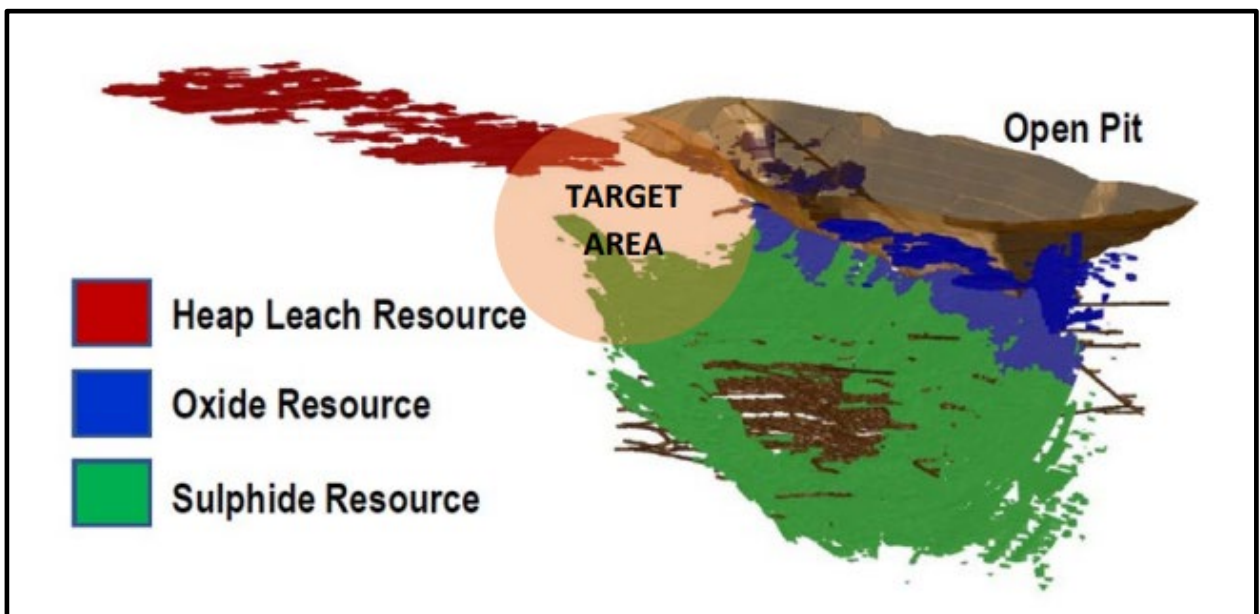 Open Pit
TARGET
AREA
Heap Leach Resource
Oxide Resource
Sulphide Resource